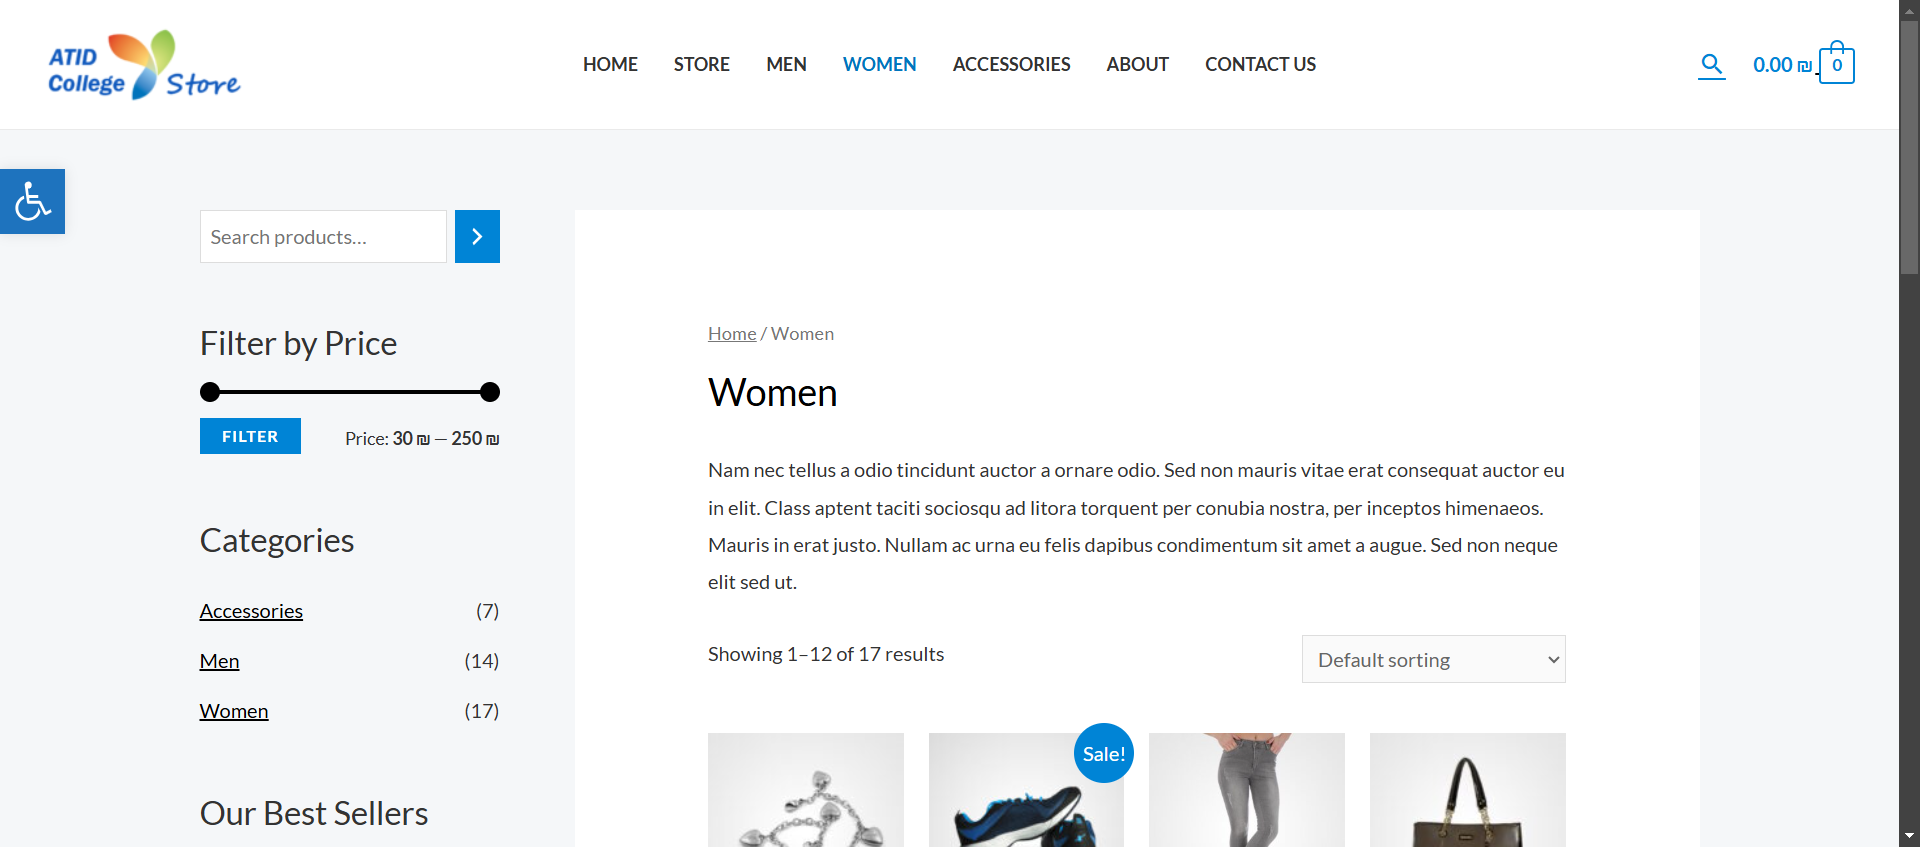 ATID
College Store
HOME
STORE
MEN
WOMEN
ACCESSORIES
ABOUT
CONTACT US
0.00 ₪
0
Search products…
Filter by Price
FILTER
Price: 30 ₪ — 250 ₪
Categories
Accessories (7)
Men (14)
Women (17)
Our Best Sellers
Home / Women
Women
Nam nec tellus a odio tincidunt auctor a ornare odio. Sed non mauris vitae erat consequat auctor eu
in elit. Class aptent taciti sociosqu ad litora torquent per conubia nostra, per inceptos himenaeos.
Mauris in erat justo. Nullam ac urna eu felis dapibus condimentum sit amet a augue. Sed non neque
elit sed ut.
Showing 1–12 of 17 results
Default sorting
Sale!